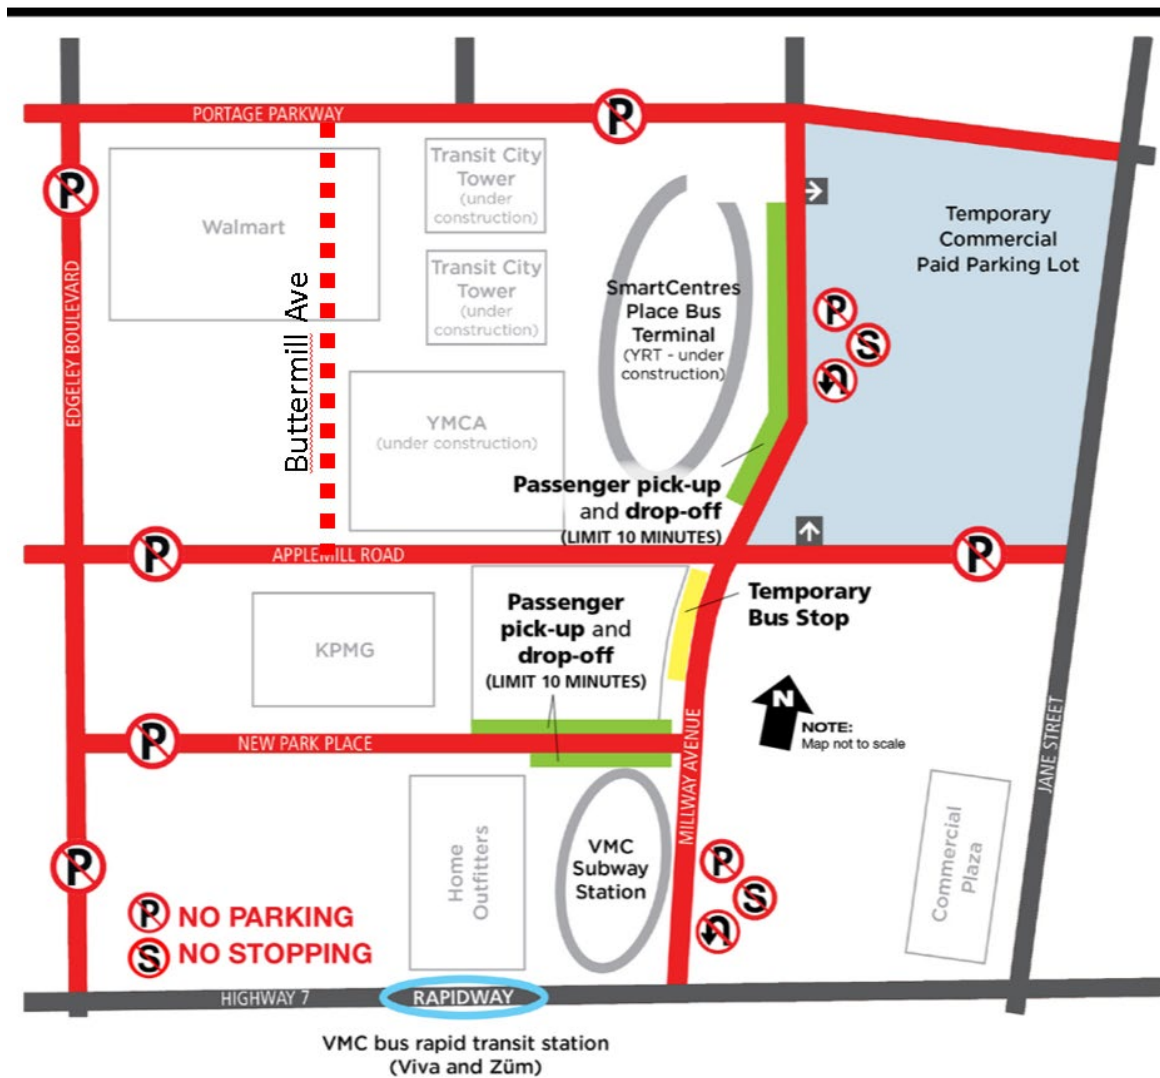 PORTAGE PARKWAY
P
P
Walmart
Transit City
Tower
(under
construction)
Transit City
Tower
(under
construction)
SmartCentres
Place Bus
Terminal
(YRT - under
construction)
Temporary
Commercial
Paid Parking Lot
P
S
EDGELEY BOULEVARD
Buttermill Ave
YMCA
(under construction)
Passenger pick-up
and drop-off
(LIMIT 10 MINUTES)
P
APPLEMILL ROAD
P
KPMG
Passenger
pick-up and
drop-off
(LIMIT 10 MINUTES)
Temporary
Bus Stop
N
NOTE:
Map not to scale
P
NEW PARK PLACE
MILLWAY AVENUE
JANE STREET
P
Home
Outfitters
VMC
Subway
Station
P
S
Commercial
Plaza
P NO PARKING
S NO STOPPING
HIGHWAY 7
RAPIDWAY
VMC bus rapid transit station
(Viva and Züm)